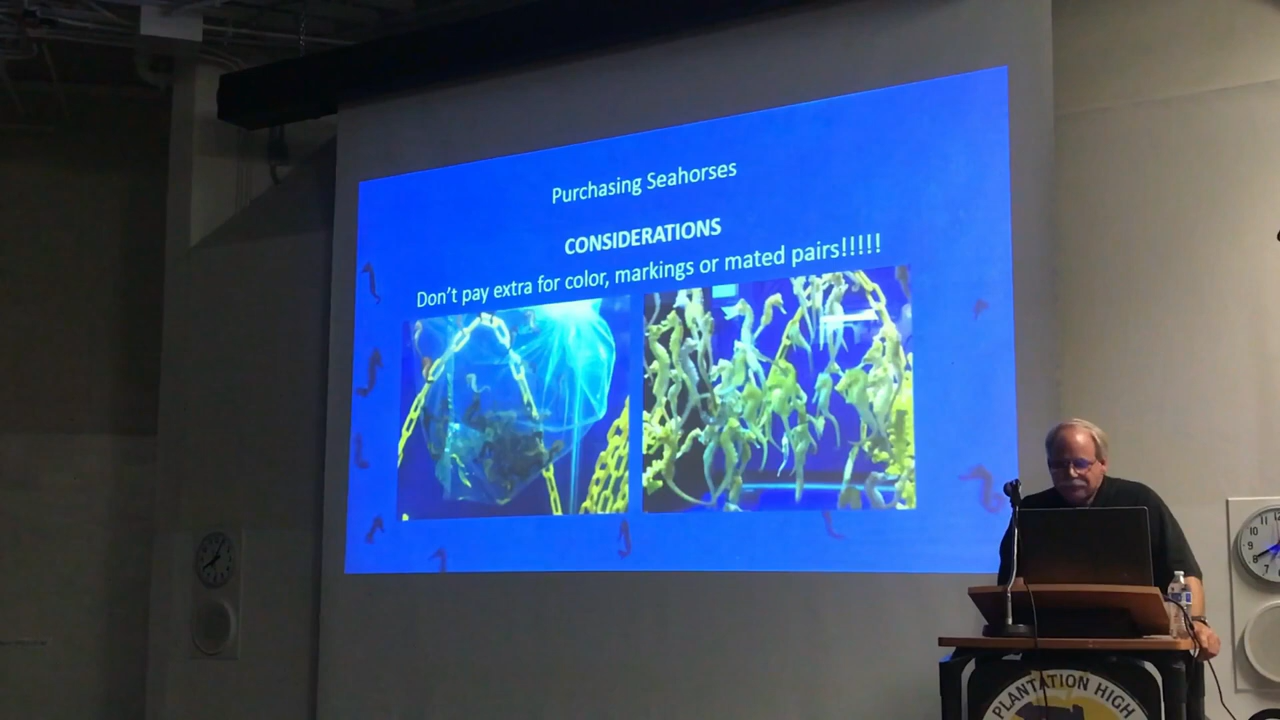 Purchasing Seahorses
CONSIDERATIONS
Don't pay extra for color, markings or mated pairs!!!!!
PLANTATION HIGH